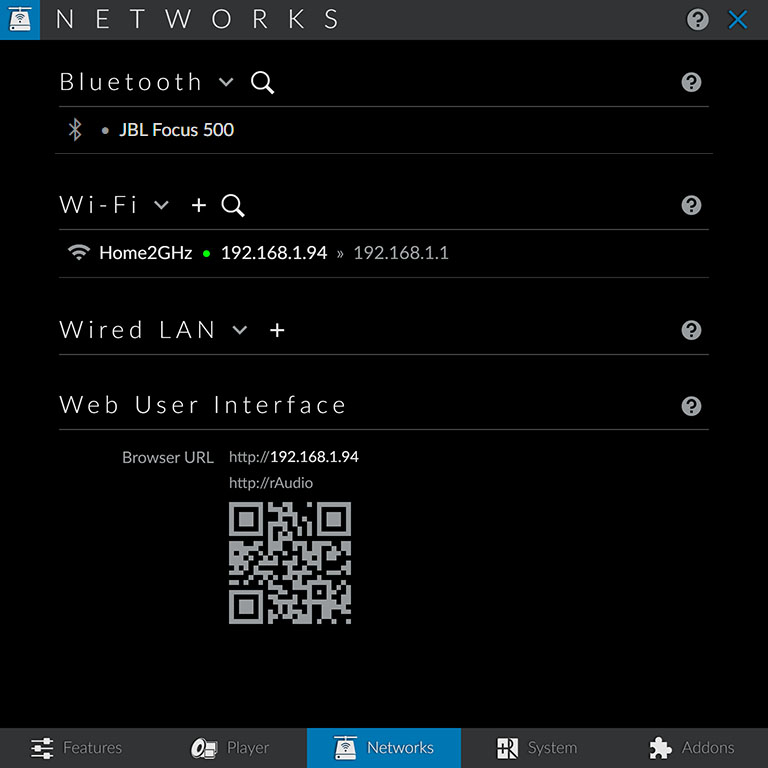 NETWORKS
Bluetooth
JBL Focus 500
Wi-Fi +
Home2GHz • 192.168.1.94 » 192.168.1.1
Wired LAN +
Web User Interface
Browser URL http://192.168.1.94
http://rAudio
Features Player Networks System Addons